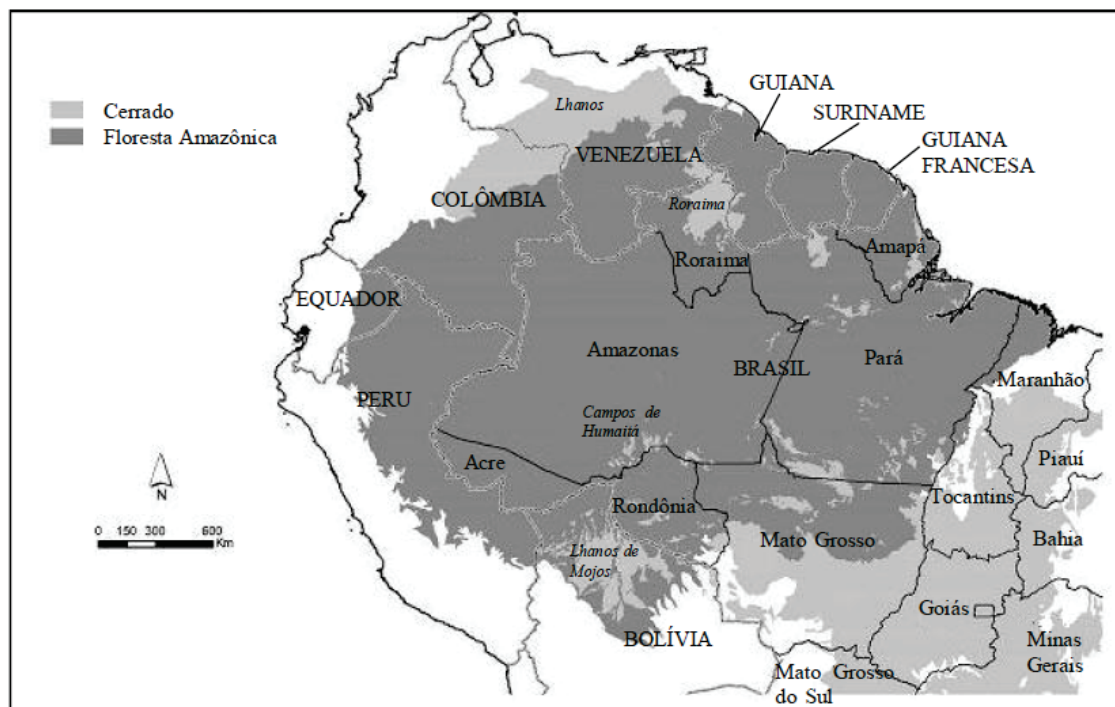 Cerrado
Floresta Amazônica
Lhanos
GUIANA
SURINAME
GUIANA
FRANCESA
VENEZUELA
COLÔMBIA
Roraima
Amapá
Roraima
EQUADOR
Amazonas
BRASIL
Pará
Maranhão
PERU
Campos de
Humaitá
Acre
Piauí
Tocantins
Rondônia
N
0 150 300 600
Km
Mato Grosso
Bahia
Lhanos de
Mojos
Goiás
BOLÍVIA
Minas
Gerais
Mato Grosso
do Sul